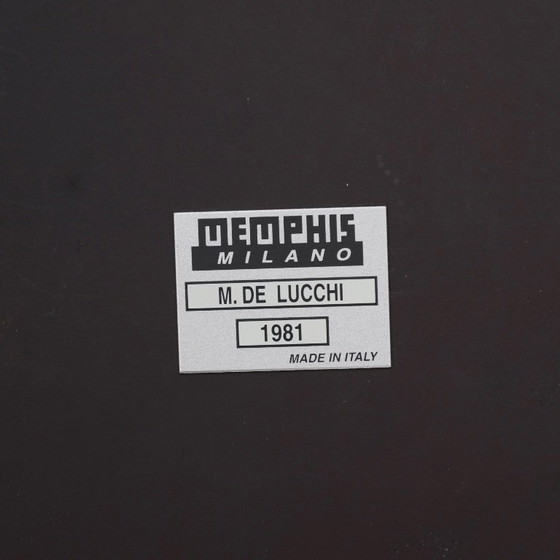 MEMPHIS
MILANO
M. DE LUCCHI
1981
MADE IN ITALY